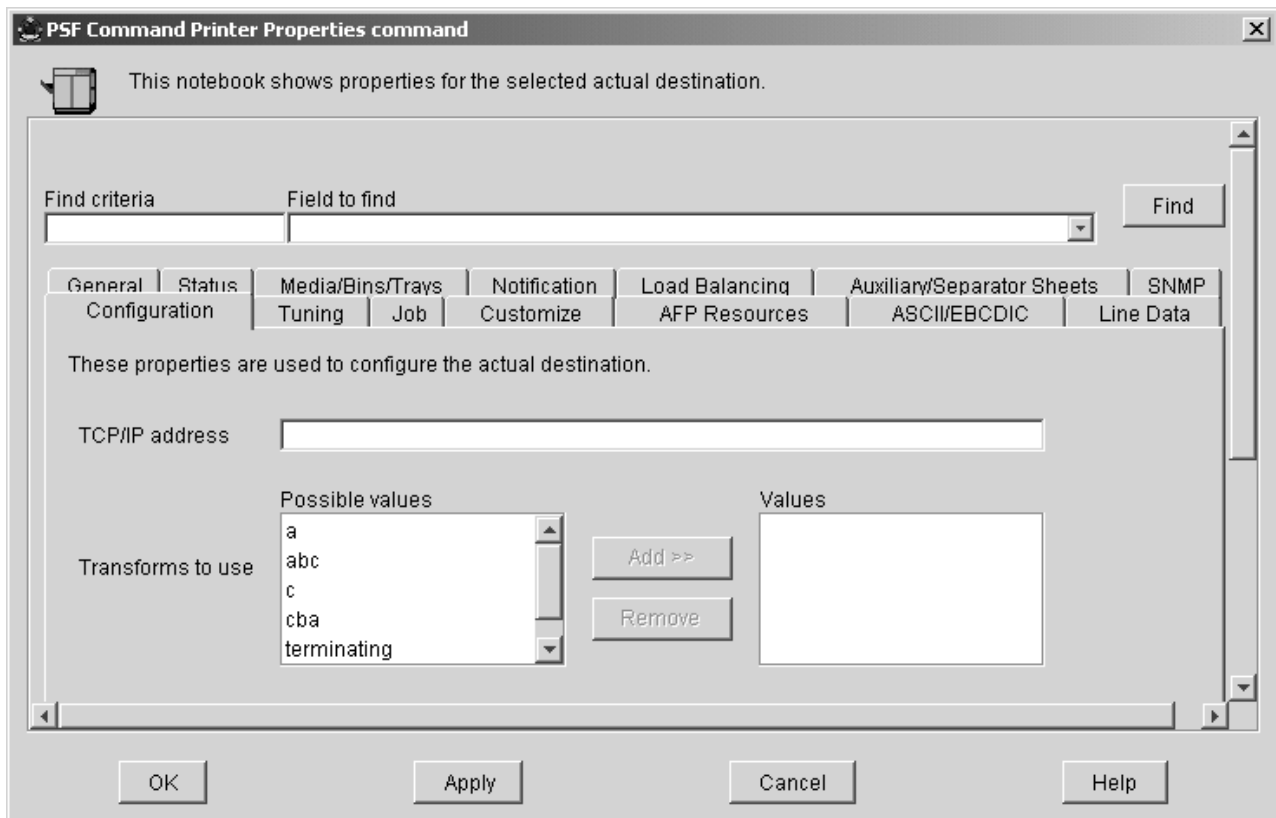 PSF Command Printer Properties command
This notebook shows properties for the selected actual destination.
Find criteria Field to find
Find
General Status Media/Bins/Trays Notification Load Balancing Auxiliary/Separator Sheets SNMP
Configuration Tuning Job Customize AFP Resources ASCII/EBCDIC Line Data
These properties are used to configure the actual destination.
TCP/IP address
Possible values Values
Transforms to use
a
abc
c
cba
terminating
Add >>
Remove
OK Apply Cancel Help